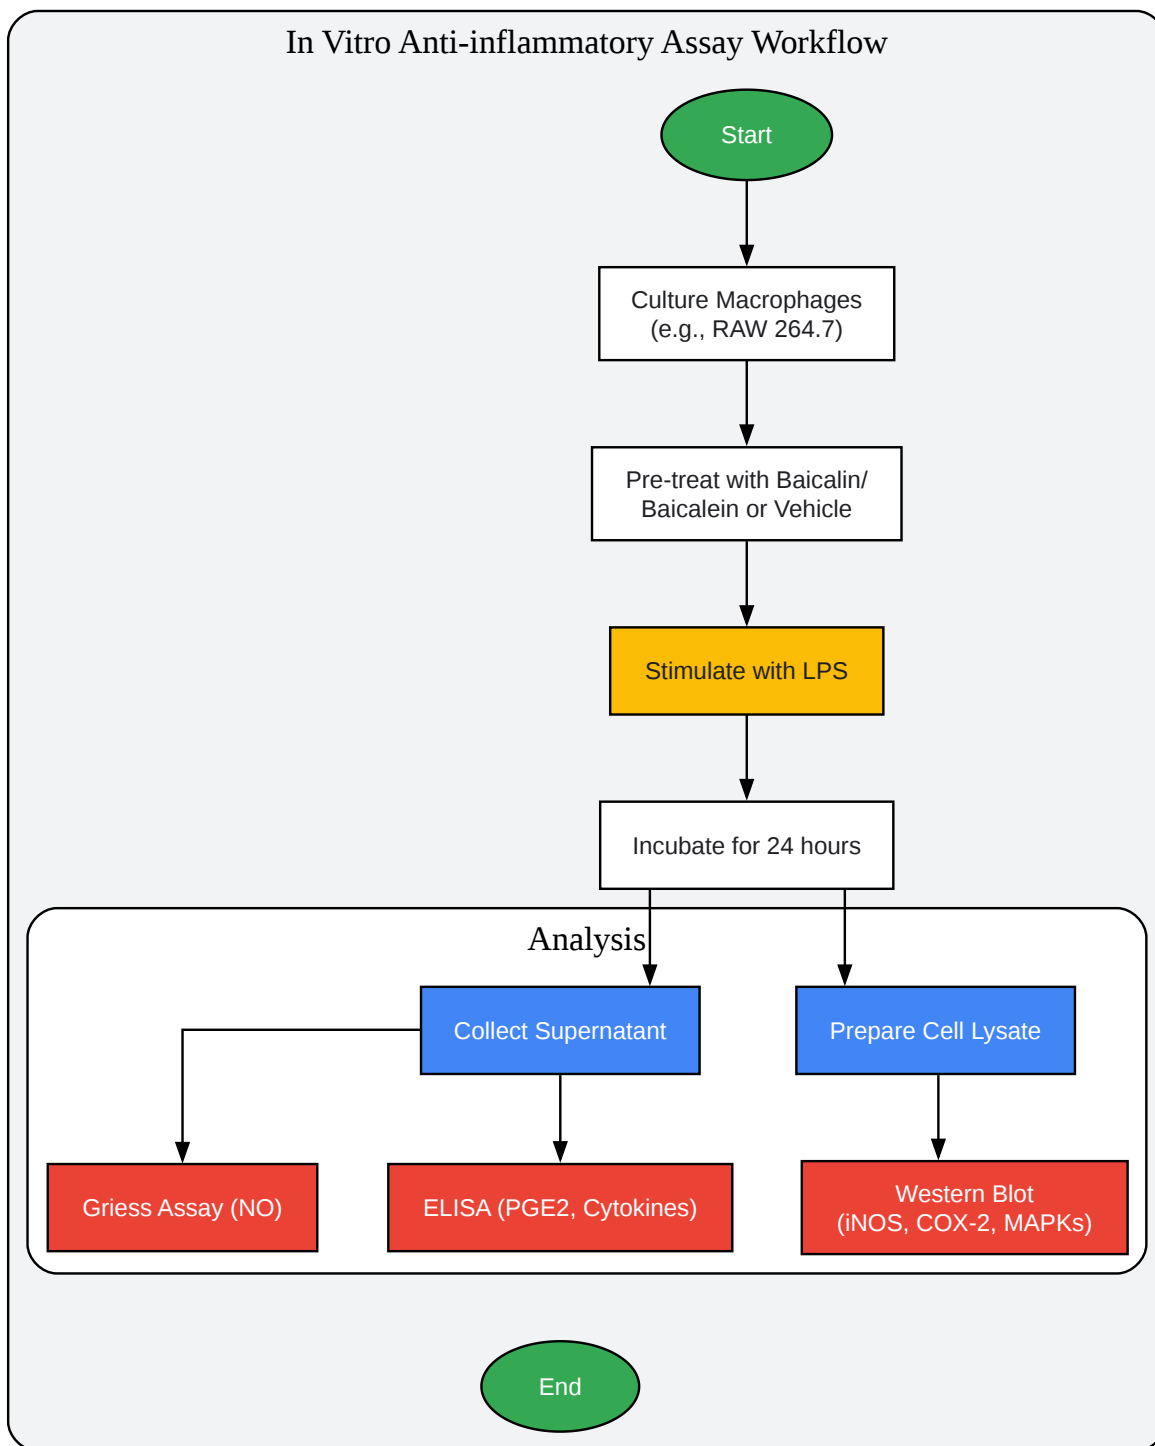 In Vitro Anti-inflammatory Assay Workflow
Start
Culture Macrophages
(e.g., RAW 264.7)
Pre-treat with Baicalin/
Baicalein or Vehicle
Stimulate with LPS
Incubate for 24 hours
Analysis
Collect Supernatant
Prepare Cell Lysate
Griess Assay (NO)
ELISA (PGE2, Cytokines)
Western Blot
(iNOS, COX-2, MAPKs)
End